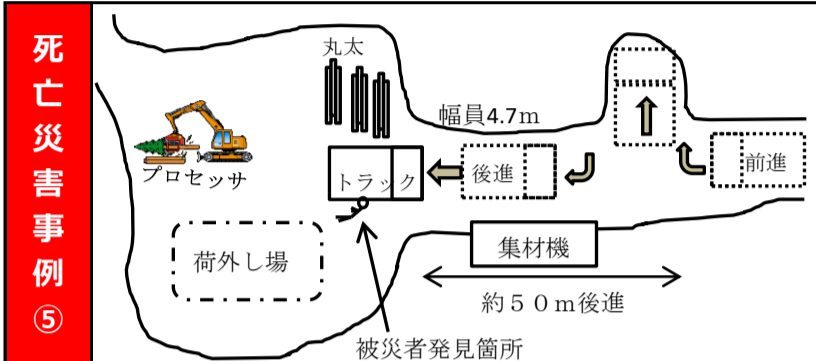 死亡災害事例⑤
丸太
幅員4.7m
プロセッサ
トラック
後進
前進
荷外し場
集材機
約50m後進
被災者発見箇所